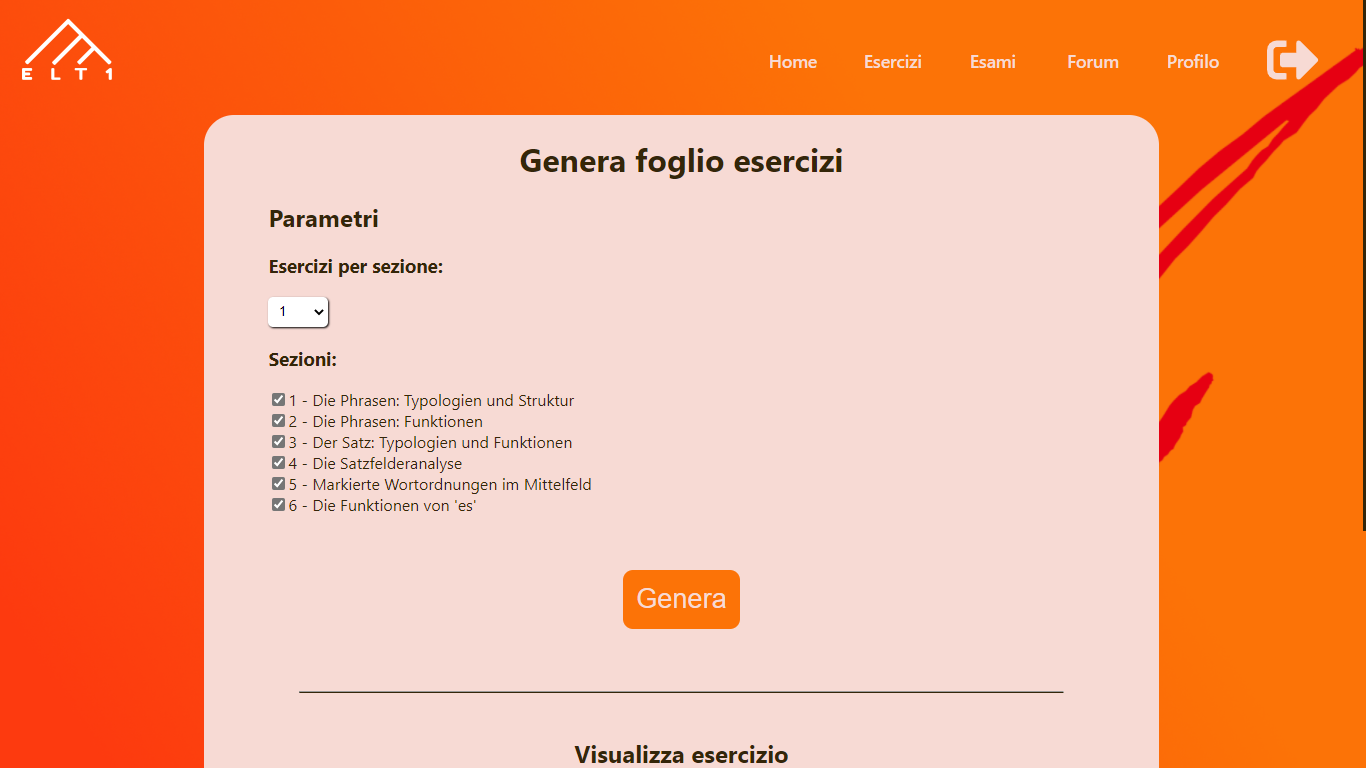 ELT1
Home
Esercizi
Esami
Forum
Profilo
Genera foglio esercizi
Parametri
Esercizi per sezione:
1
Sezioni:
1 - Die Phrasen: Typologien und Struktur
2 - Die Phrasen: Funktionen
3 - Der Satz: Typologien und Funktionen
4 - Die Satzfelderanalyse
5 - Markierte Wortordnungen im Mittelfeld
6 - Die Funktionen von 'es'
Genera
Visualizza esercizio